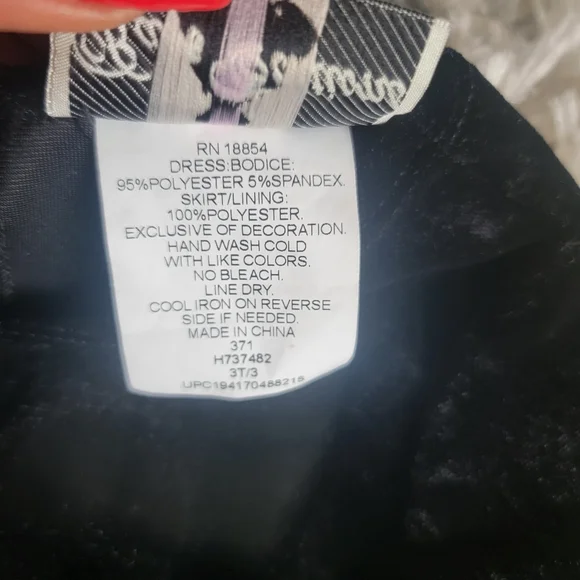 RN 18854
DRESS:BODICE:
95%POLYESTER 5%SPANDEX.
SKIRT/LINING:
100%POLYESTER.
EXCLUSIVE OF DECORATION.
HAND WASH COLD
WITH LIKE COLORS.
NO BLEACH.
LINE DRY.
COOL IRON ON REVERSE
SIDE IF NEEDED.
MADE IN CHINA
371
H737482
3T/3
UPC194170488216